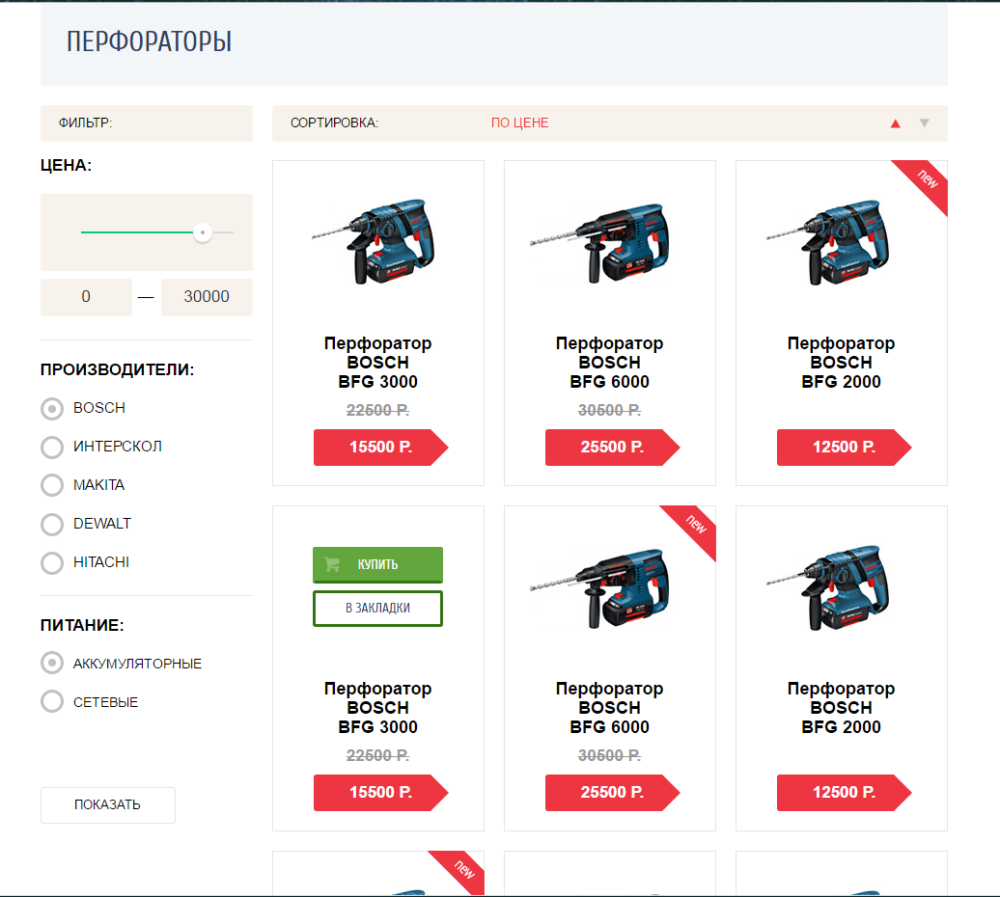 ПЕРФОРАТОРЫ
ФИЛЬТР:
СОРТИРОВКА:
ПО ЦЕНЕ
ЦЕНА:
0 — 30000
ПРОИЗВОДИТЕЛИ:
BOSCH
ИНТЕРСКОЛ
MAKITA
DEWALT
HITACHI
ПИТАНИЕ:
АККУМУЛЯТОРНЫЕ
СЕТЕВЫЕ
ПОКАЗАТЬ
Перфоратор
BOSCH
BFG 3000
22500 Р.
15500 Р.
Перфоратор
BOSCH
BFG 6000
30500 Р.
25500 Р.
new
Перфоратор
BOSCH
BFG 2000
12500 Р.
КУПИТЬ
В ЗАКЛАДКИ
Перфоратор
BOSCH
BFG 3000
22500 Р.
15500 Р.
new
Перфоратор
BOSCH
BFG 6000
30500 Р.
25500 Р.
Перфоратор
BOSCH
BFG 2000
12500 Р.
new